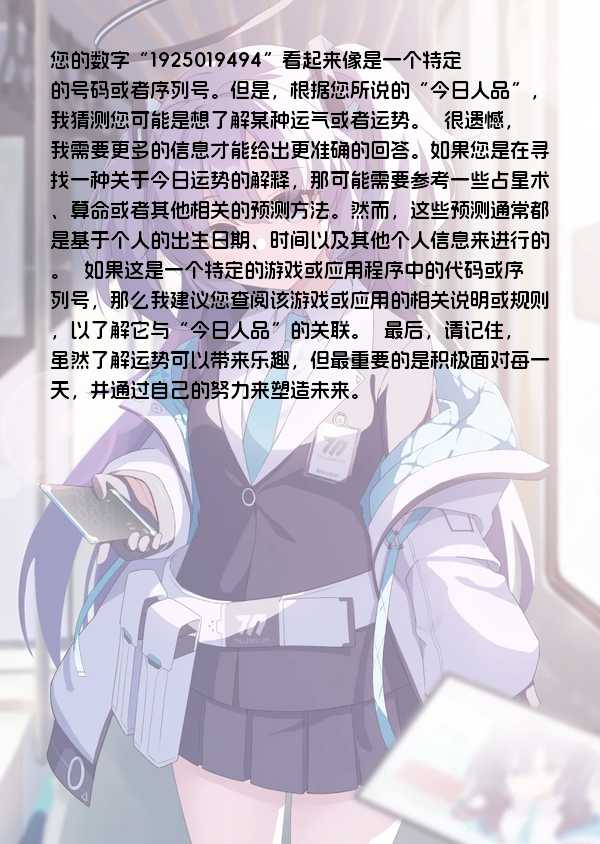 您的数字“1925019494”看起来像是一个特定
的号码或者序列号。但是，根据您所说的“今日人品”，
我猜测您可能是想了解某种运气或者运势。 很遗憾，
我需要更多的信息才能给出更准确的回答。如果您是在寻
找一种关于今日运势的解释，那可能需要参考一些占星术
、算命或者其他相关的预测方法。然而，这些预测通常都
是基于个人的出生日期、时间以及其他个人信息来进行的
。 如果这是一个特定的游戏或应用程序中的代码或序
列号，那么我建议您查阅该游戏或应用的相关说明或规则
，以了解它与“今日人品”的关联。 最后，请记住，
虽然了解运势可以带来乐趣，但最重要的是积极面对每一
天，并通过自己的努力来塑造未来。
MILLENNIUM
MILLENNIUM